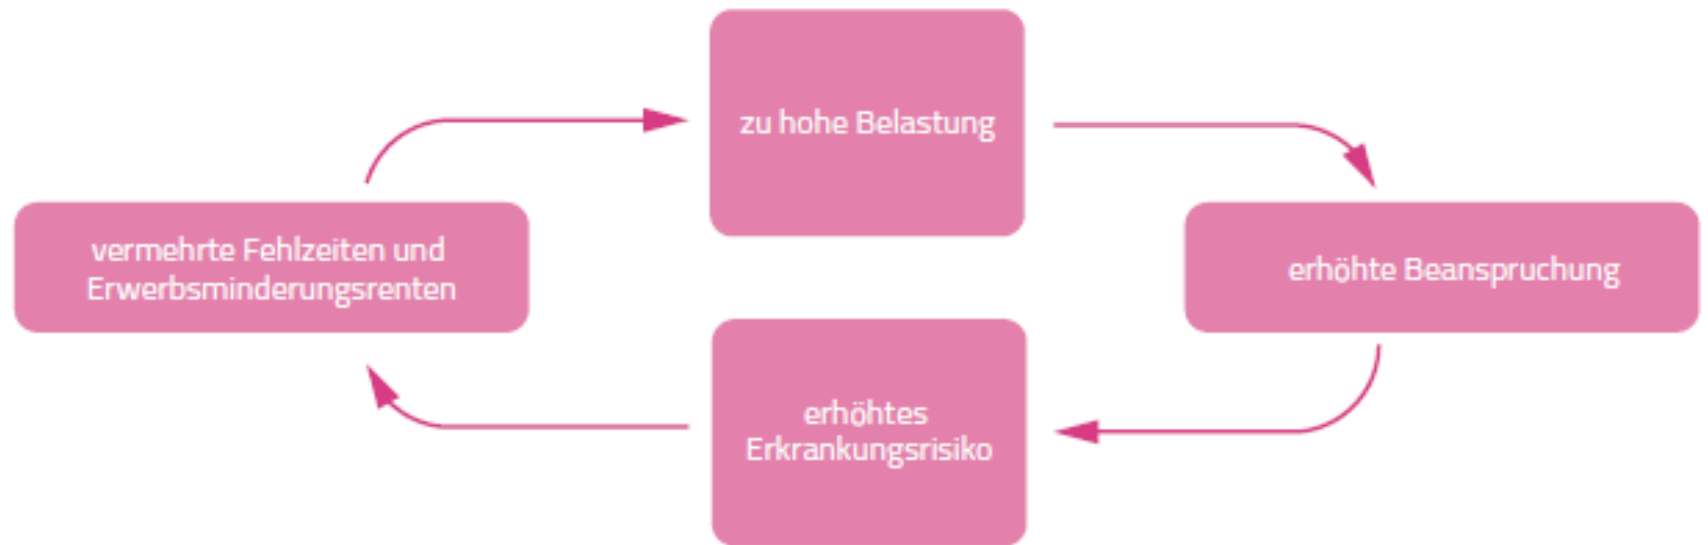 zu hohe Belastung
vermehrte Fehlzeiten und
Erwerbsminderungsrenten
erhöhte Beanspruchung
erhöhtes
Erkrankungsrisiko